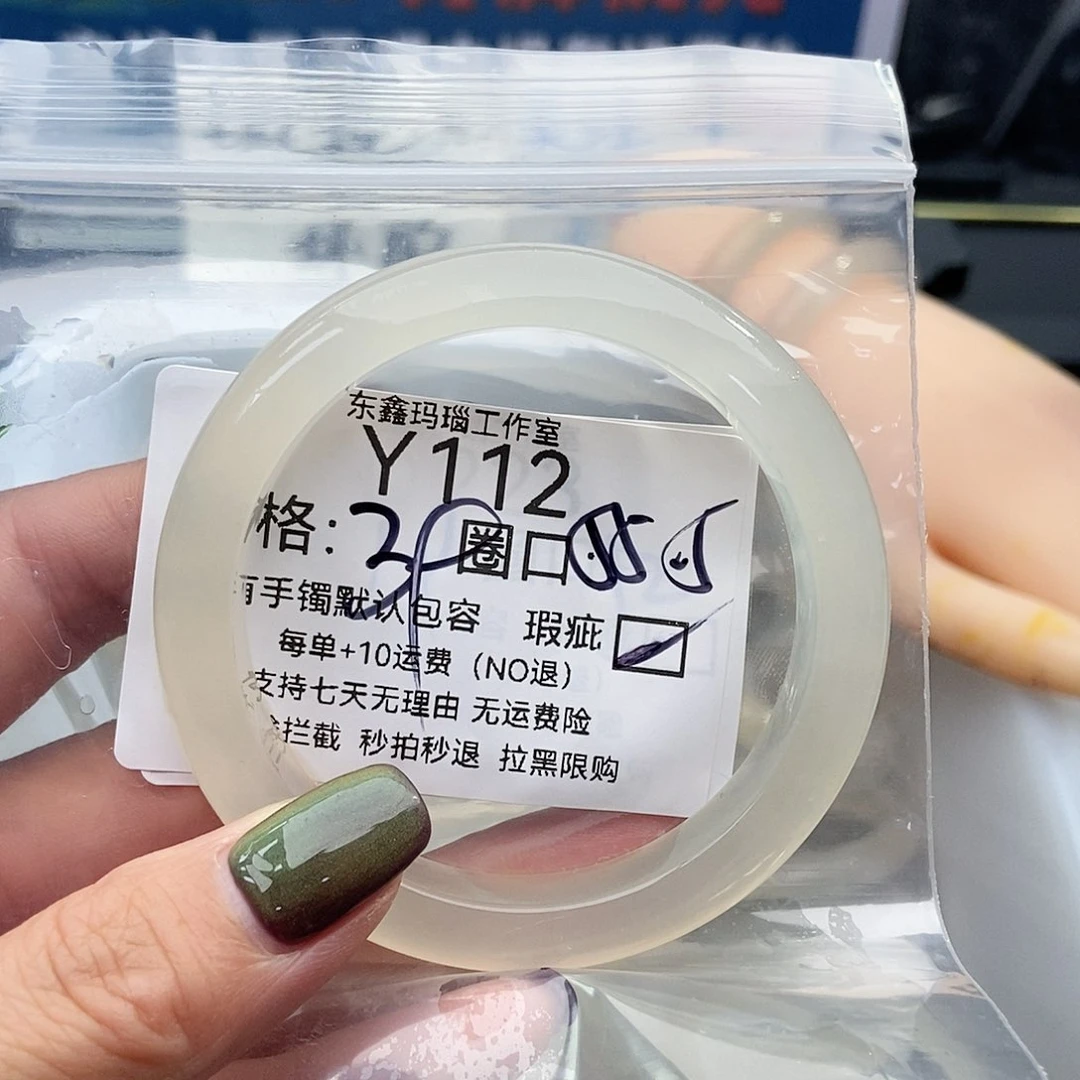 东鑫玛瑙工作室
Y112
格: 圈口
有手镯默认包容 瑕疵
每单+10运费（NO退）
支持七天无理由 无运费险
拦截 秒拍秒退 拉黑限购